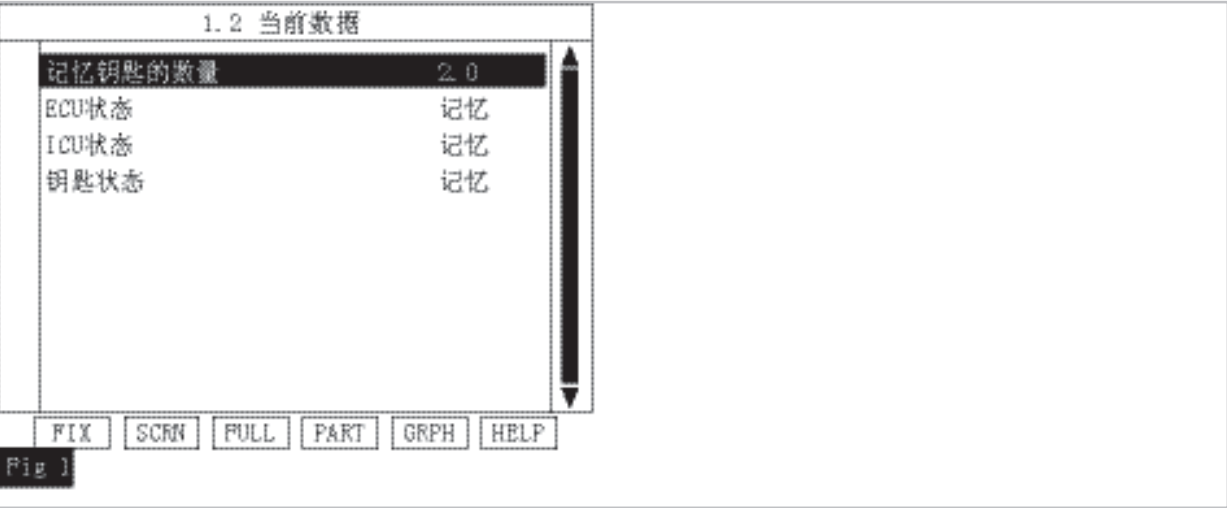 1.2 当前数据
记忆钥匙的数量 2.0
ECU状态 记忆
ICU状态 记忆
钥匙状态 记忆
FIX SCRN FULL PART GRPH HELP
Fig 1